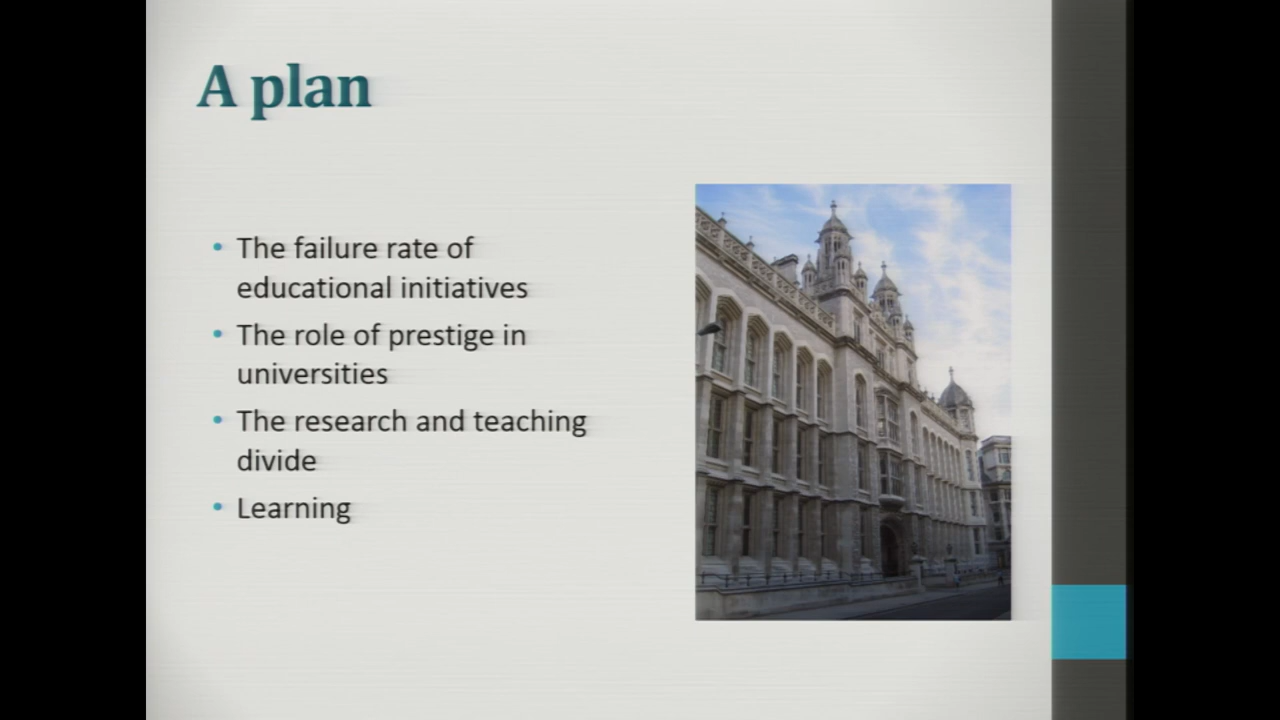 A plan
• The failure rate of
educational initiatives
• The role of prestige in
universities
• The research and teaching
divide
• Learning